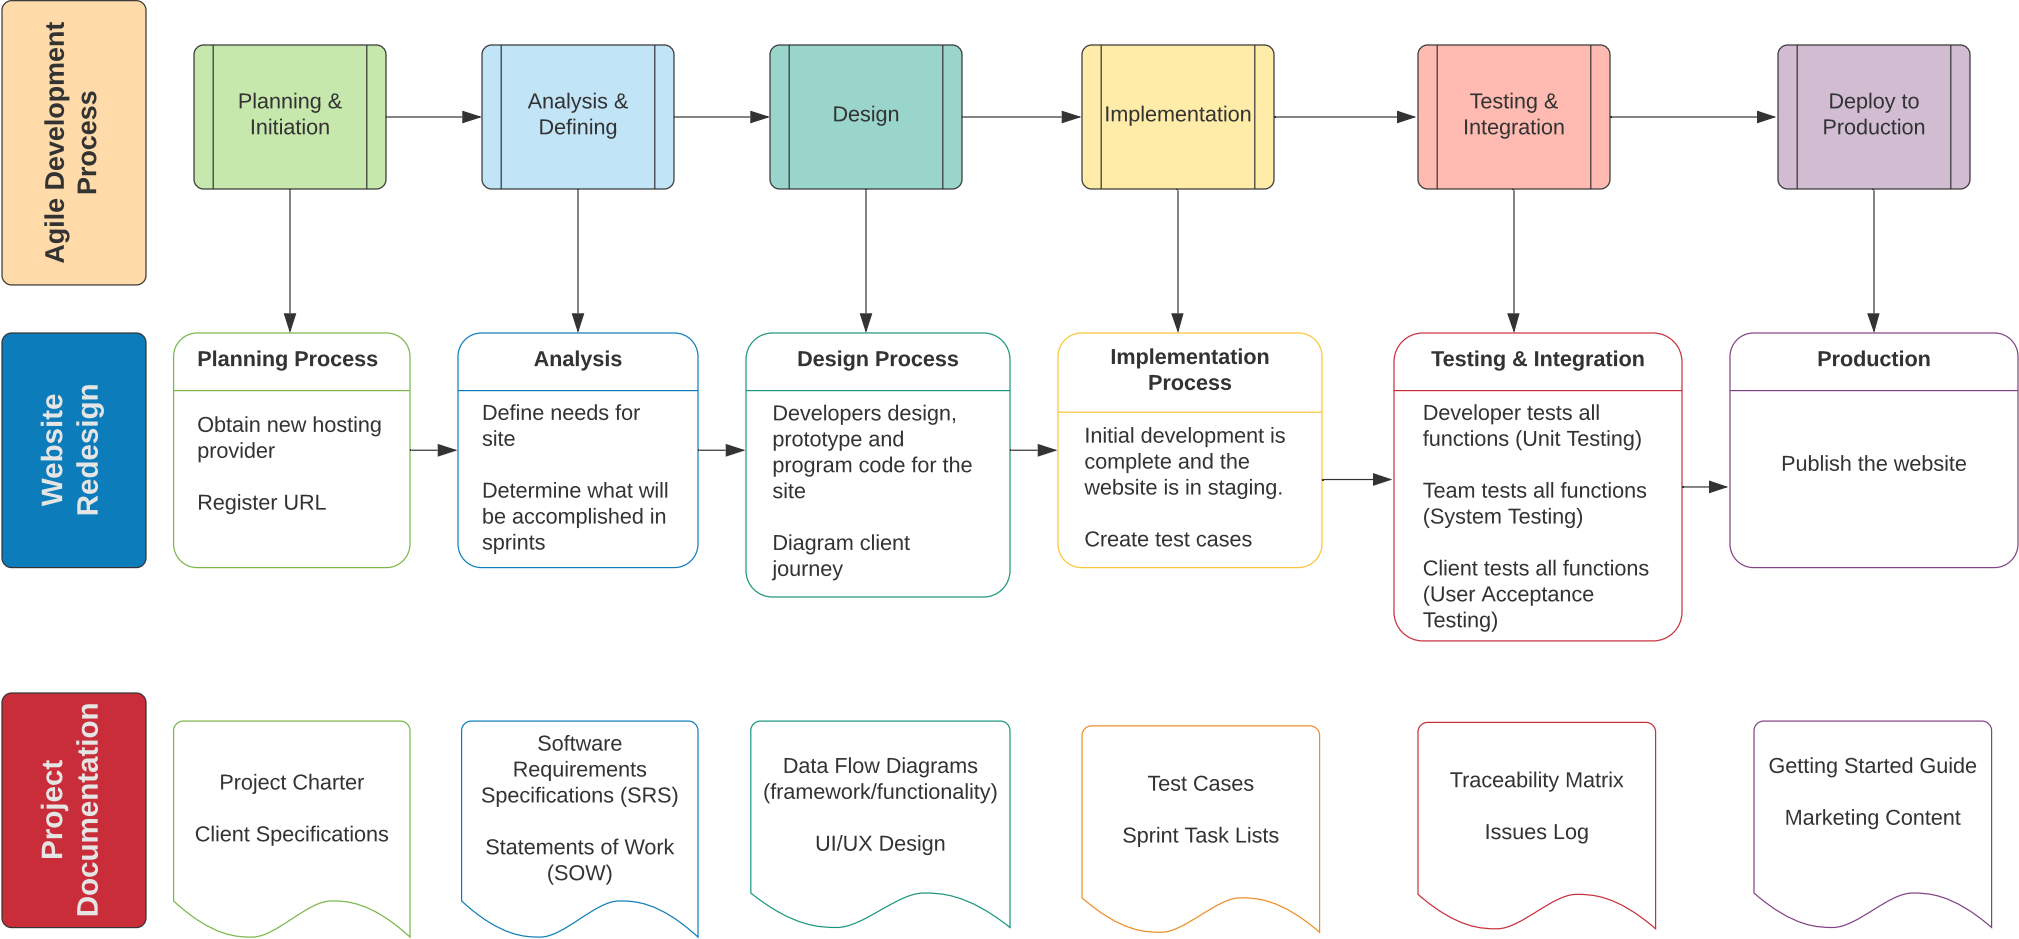 Agile Development
Process
Planning &
Initiation
Analysis &
Defining
Design
Implementation
Testing &
Integration
Deploy to
Production
Website
Redesign
Planning Process
Obtain new hosting
provider
Register URL
Analysis
Define needs for
site
Determine what will
be accomplished in
sprints
Design Process
Developers design,
prototype and
program code for the
site
Diagram client
journey
Implementation
Process
Initial development is
complete and the
website is in staging.
Create test cases
Testing & Integration
Developer tests all
functions (Unit Testing)
Team tests all functions
(System Testing)
Client tests all functions
(User Acceptance
Testing)
Production
Publish the website
Project
Documentation
Project Charter
Client Specifications
Software
Requirements
Specifications (SRS)
Statements of Work
(SOW)
Data Flow Diagrams
(framework/functionality)
UI/UX Design
Test Cases
Sprint Task Lists
Traceability Matrix
Issues Log
Getting Started Guide
Marketing Content